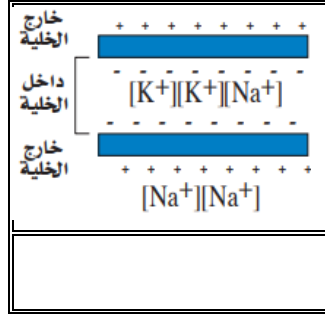 خارج
الخلية
+ + + + + + + +
- - - - - - - -
داخل
الخلية
[K+][K+][Na+]
- - - - - - - -
خارج
الخلية
+ + + + + + + +
[Na+][Na+]